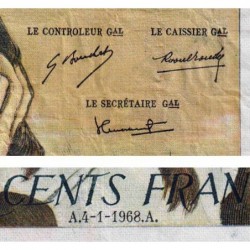 LE CONTROLEUR GAL LE CAISSIER GAL
LE SECRÉTAIRE GAL
CENTS FRAN
A.4-1-1968.A.